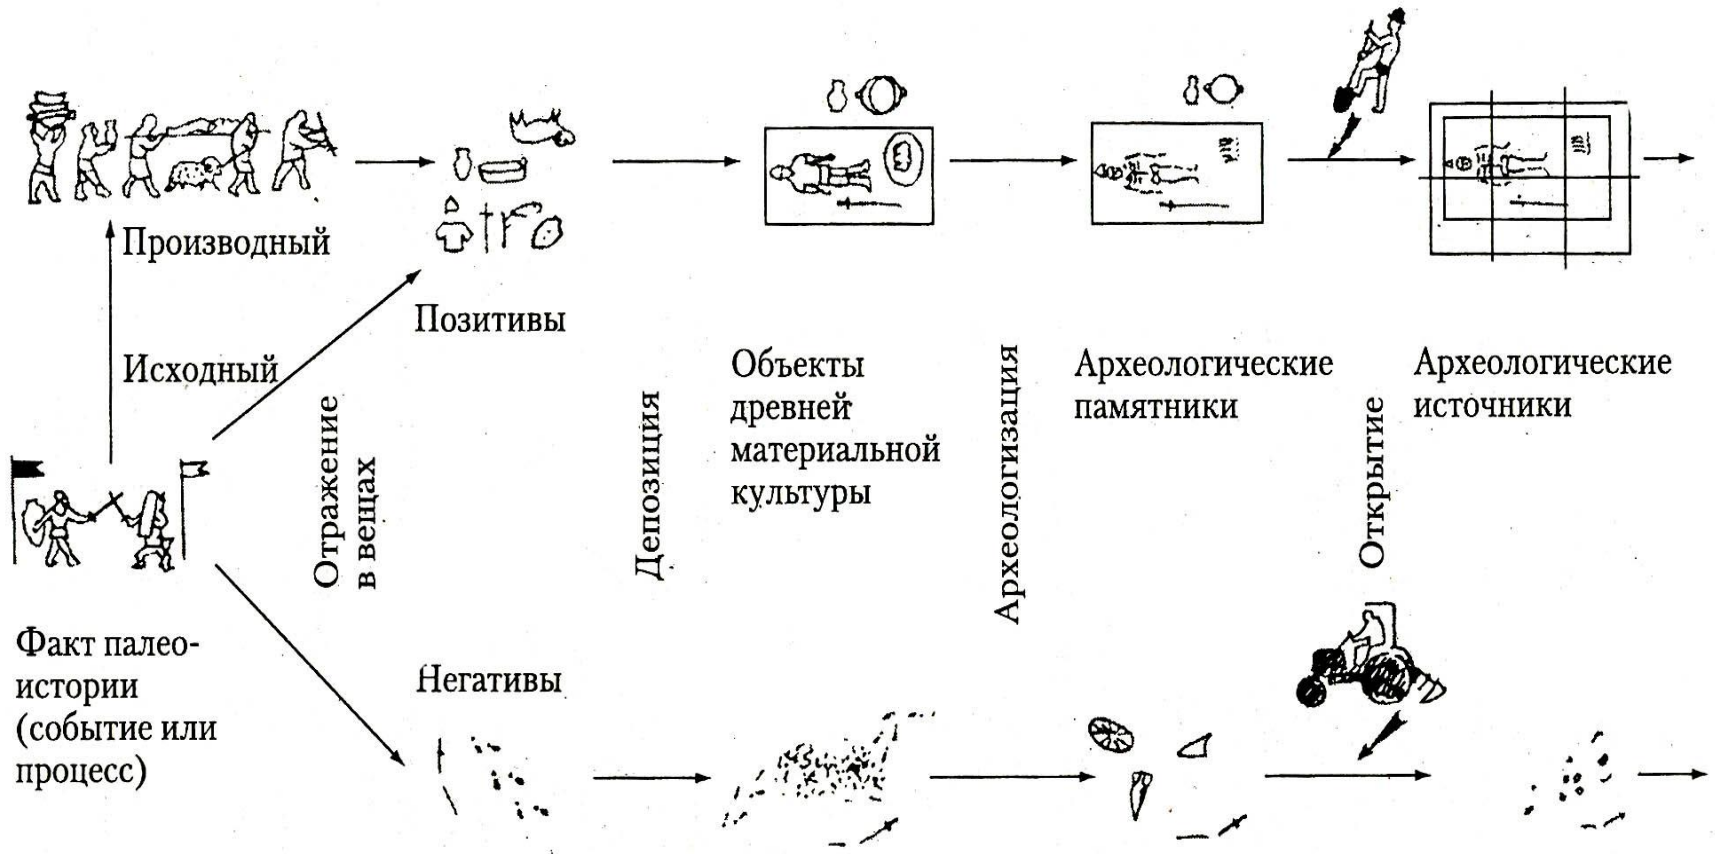 Производный
Исходный
Позитивы
Отражение
в вещах
Депозиция
Объекты
древней
материальной
культуры
Археологизация
Археологические
памятники
Открытие
Археологические
источники
Факт палео-
истории
(событие или
процесс)
Негативы